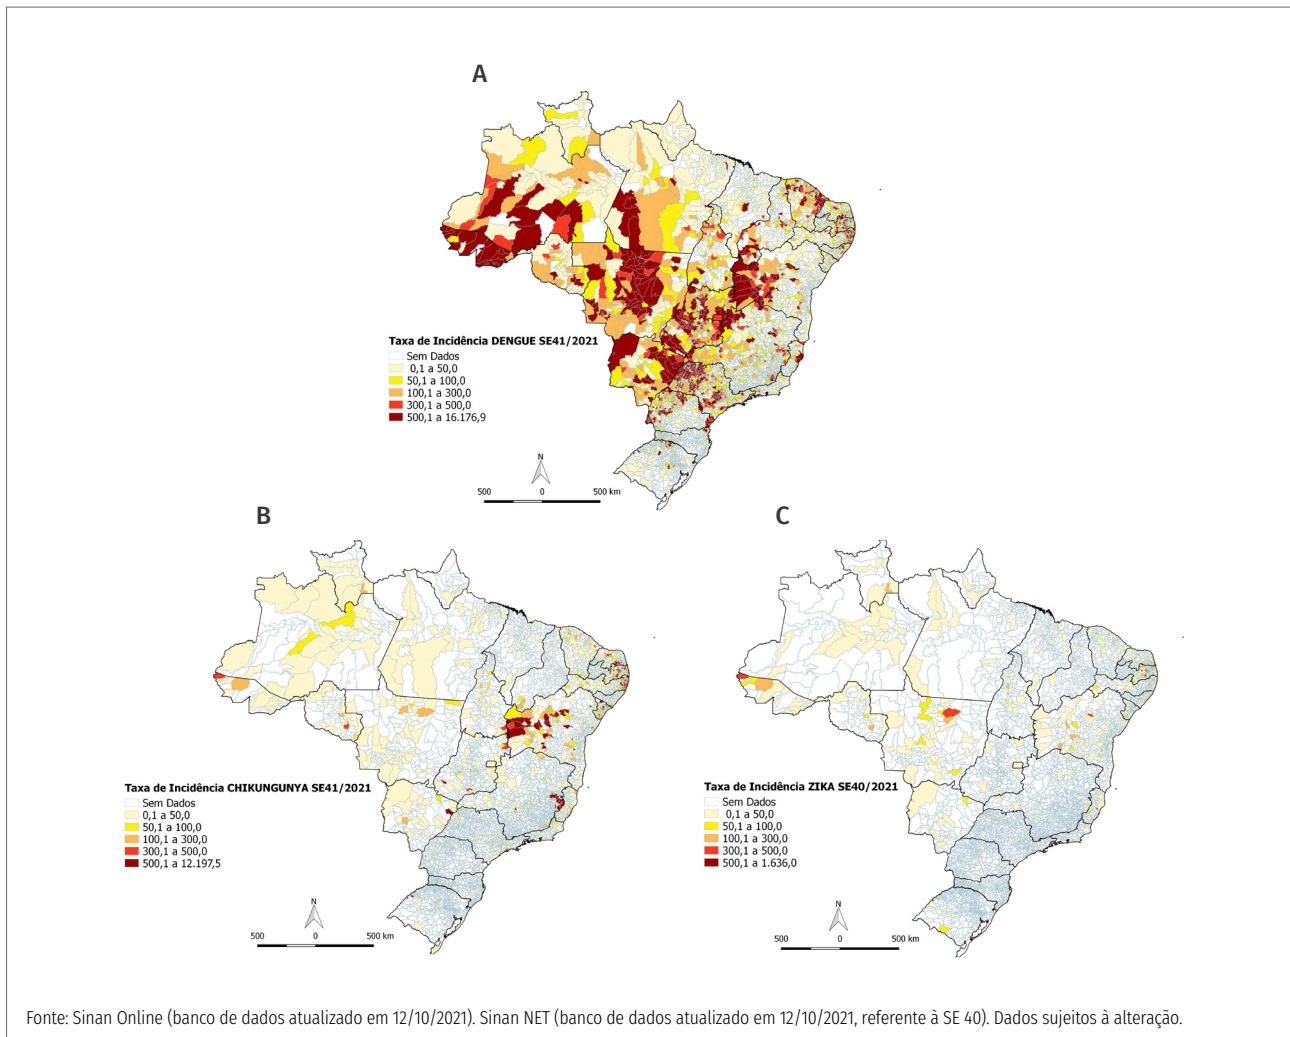 A
Taxa de Incidência DENGUE SE41/2021
Sem Dados
0,1 a 50,0
50,1 a 100,0
100,1 a 300,0
300,1 a 500,0
500,1 a 16.176,9
N
500 0 500 km
B
Taxa de Incidência CHIKUNGUNYA SE41/2021
Sem Dados
0,1 a 50,0
50,1 a 100,0
100,1 a 300,0
300,1 a 500,0
500,1 a 12.197,5
N
500 0 500 km
C
Taxa de Incidência ZIKA SE40/2021
Sem Dados
0,1 a 50,0
50,1 a 100,0
100,1 a 300,0
300,1 a 500,0
500,1 a 1.636,0
N
500 0 500 km
Fonte: Sinan Online (banco de dados atualizado em 12/10/2021). Sinan NET (banco de dados atualizado em 12/10/2021, referente à SE 40). Dados sujeitos à alteração.